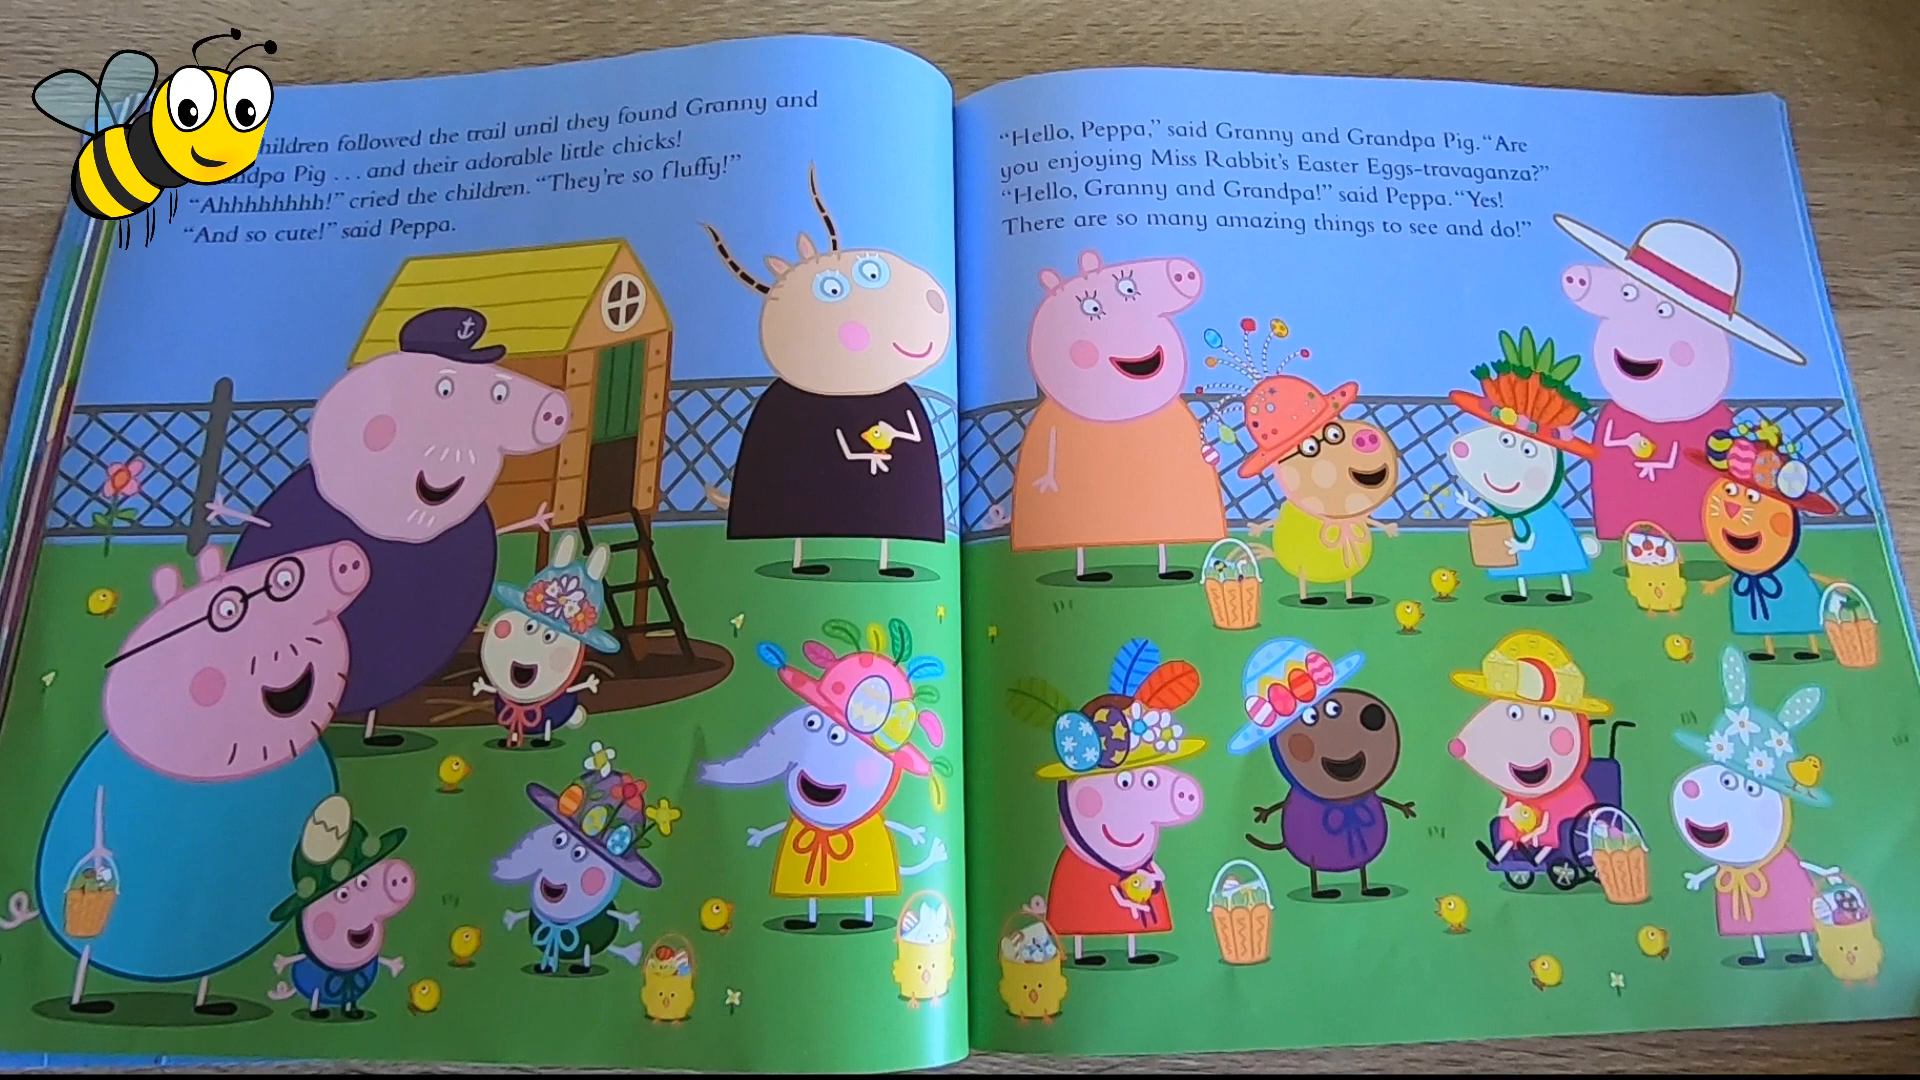 hildren followed the trail until they found Granny and
ndpa Pig . . . and their adorable little chicks!
“Ahhhhhhhh!” cried the children. “They’re so fluffy!”
“And so cute!” said Peppa.
“Hello, Peppa,” said Granny and Grandpa Pig. “Are
you enjoying Miss Rabbit’s Easter Eggs-travaganza?”
“Hello, Granny and Grandpa!” said Peppa. “Yes!
There are so many amazing things to see and do!”